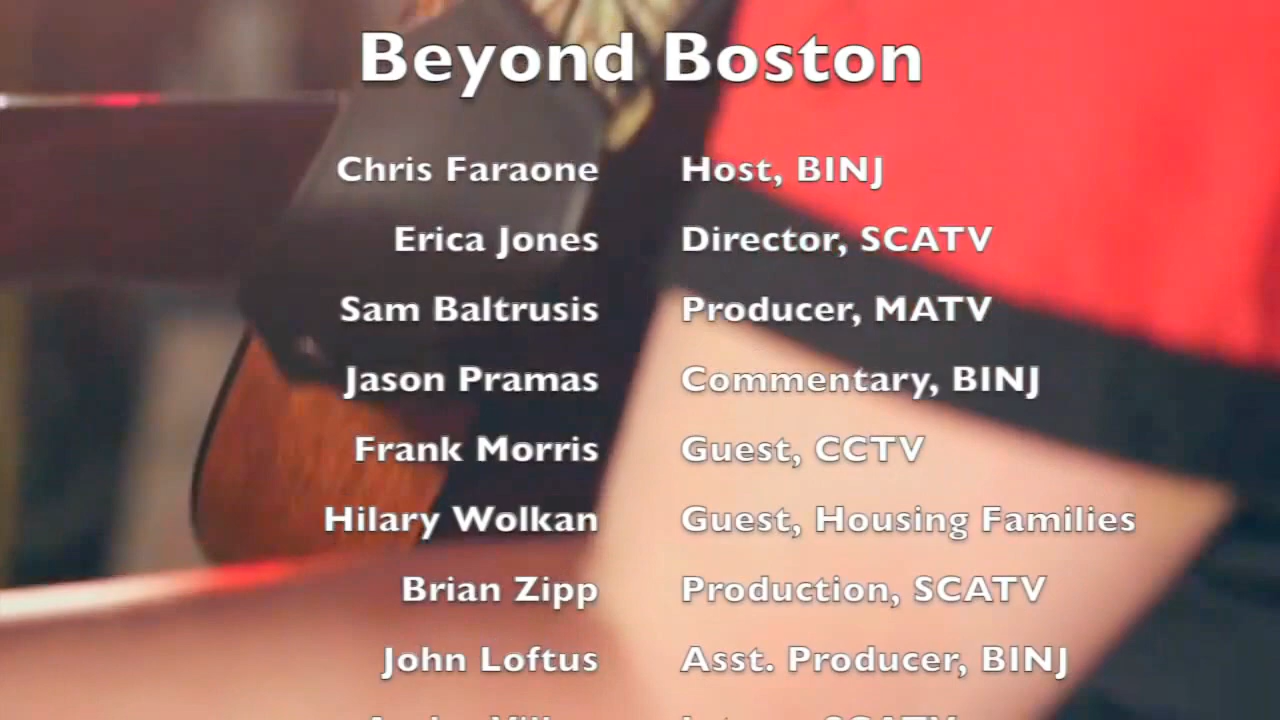 Beyond Boston
Chris Faraone Host, BINJ
Erica Jones Director, SCATV
Sam Baltrusis Producer, MATV
Jason Pramas Commentary, BINJ
Frank Morris Guest, CCTV
Hilary Wolkan Guest, Housing Families
Brian Zipp Production, SCATV
John Loftus Asst. Producer, BINJ